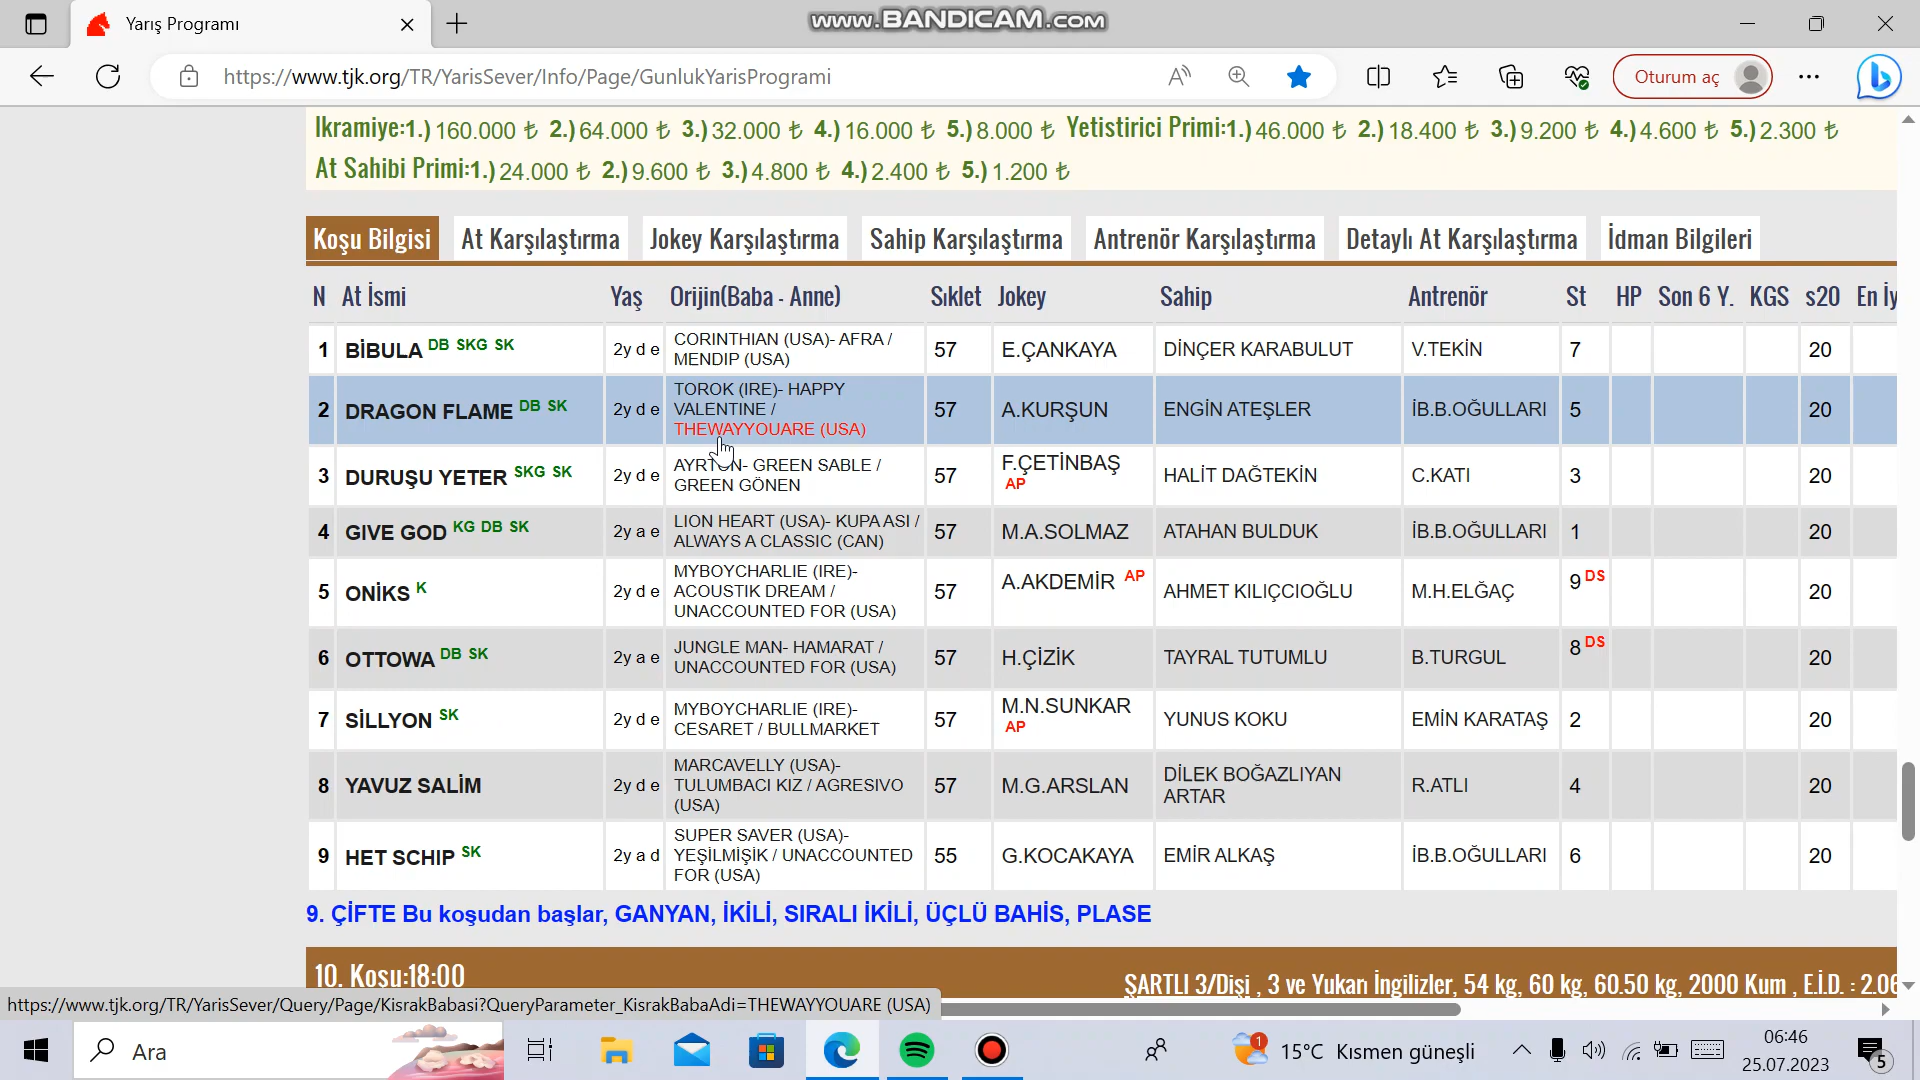 Yarış Programı
www.BANDICAM.com
https://www.tjk.org/TR/YarisSever/Info/Page/GunlukYarisProgrami
Oturum aç
Ikramiye:1.) 160.000 ₺ 2.) 64.000 ₺ 3.) 32.000 ₺ 4.) 16.000 ₺ 5.) 8.000 ₺ Yetistirici Primi:1.) 46.000 ₺ 2.) 18.400 ₺ 3.) 9.200 ₺ 4.) 4.600 ₺ 5.) 2.300 ₺
At Sahibi Primi:1.) 24.000 ₺ 2.) 9.600 ₺ 3.) 4.800 ₺ 4.) 2.400 ₺ 5.) 1.200 ₺
Koşu Bilgisi At Karşılaştırma Jokey Karşılaştırma Sahip Karşılaştırma Antrenör Karşılaştırma Detaylı At Karşılaştırma İdman Bilgileri
N At İsmi Yaş Orijin(Baba - Anne) Sıklet Jokey Sahip Antrenör St HP Son 6 Y. KGS s20 En İy
1 BİBULA DB SKG SK 2y d e CORINTHIAN (USA)- AFRA / 57 E.ÇANKAYA DİNÇER KARABULUT V.TEKİN 7 20
MENDIP (USA)
2 DRAGON FLAME DB SK 2y d e TOROK (IRE)- HAPPY 57 A.KURŞUN ENGİN ATEŞLER İB.B.OĞULLARI 5 20
VALENTINE /
THEWAYYOUARE (USA)
3 DURUŞU YETER SKG SK 2y d e AYRTON- GREEN SABLE / 57 F.ÇETİNBAŞ HALİT DAĞTEKİN C.KATI 3 20
GREEN GÖNEN AP
4 GIVE GOD KG DB SK 2y a e LION HEART (USA)- KUPA ASI / 57 M.A.SOLMAZ ATAHAN BULDUK İB.B.OĞULLARI 1 20
ALWAYS A CLASSIC (CAN)
5 ONİKS K 2y d e MYBOYCHARLIE (IRE)- 57 A.AKDEMİR AP AHMET KILIÇCIOĞLU M.H.ELĞAÇ 9 DS 20
ACOUSTIK DREAM /
UNACCOUNTED FOR (USA)
6 OTTOWA DB SK 2y a e JUNGLE MAN- HAMARAT / 57 H.ÇİZİK TAYRAL TUTUMLU B.TURGUL 8 DS 20
UNACCOUNTED FOR (USA)
7 SİLLYON SK 2y d e MYBOYCHARLIE (IRE)- 57 M.N.SUNKAR YUNUS KOKU EMİN KARATAŞ 2 20
CESARET / BULLMARKET AP
8 YAVUZ SALİM 2y d e MARCAVELLY (USA)- 57 M.G.ARSLAN DİLEK BOĞAZLIYAN R.ATLI 4 20
TULUMBACI KIZ / AGRESIVO ARTAR
(USA)
9 HET SCHIP SK 2y a d SUPER SAVER (USA)- 55 G.KOCAKAYA EMİR ALKAŞ İB.B.OĞULLARI 6 20
YEŞİLMİŞİK / UNACCOUNTED
FOR (USA)
9. ÇİFTE Bu koşudan başlar, GANYAN, İKİLİ, SIRALI İKİLİ, ÜÇLÜ BAHİS, PLASE
10. Koşu:18:00 ŞARTLI 3/Dişi , 3 ve Yukarı İngilizler, 54 kg, 60 kg, 60.50 kg, 2000 Kum , E.İ.D. : 2.06
https://www.tjk.org/TR/YarisSever/Query/Page/KisrakBabasi?QueryParameter_KisrakBabaAdi=THEWAYYOUARE (USA)
Ara
1
15°C Kısmen güneşli
06:46
25.07.2023
5